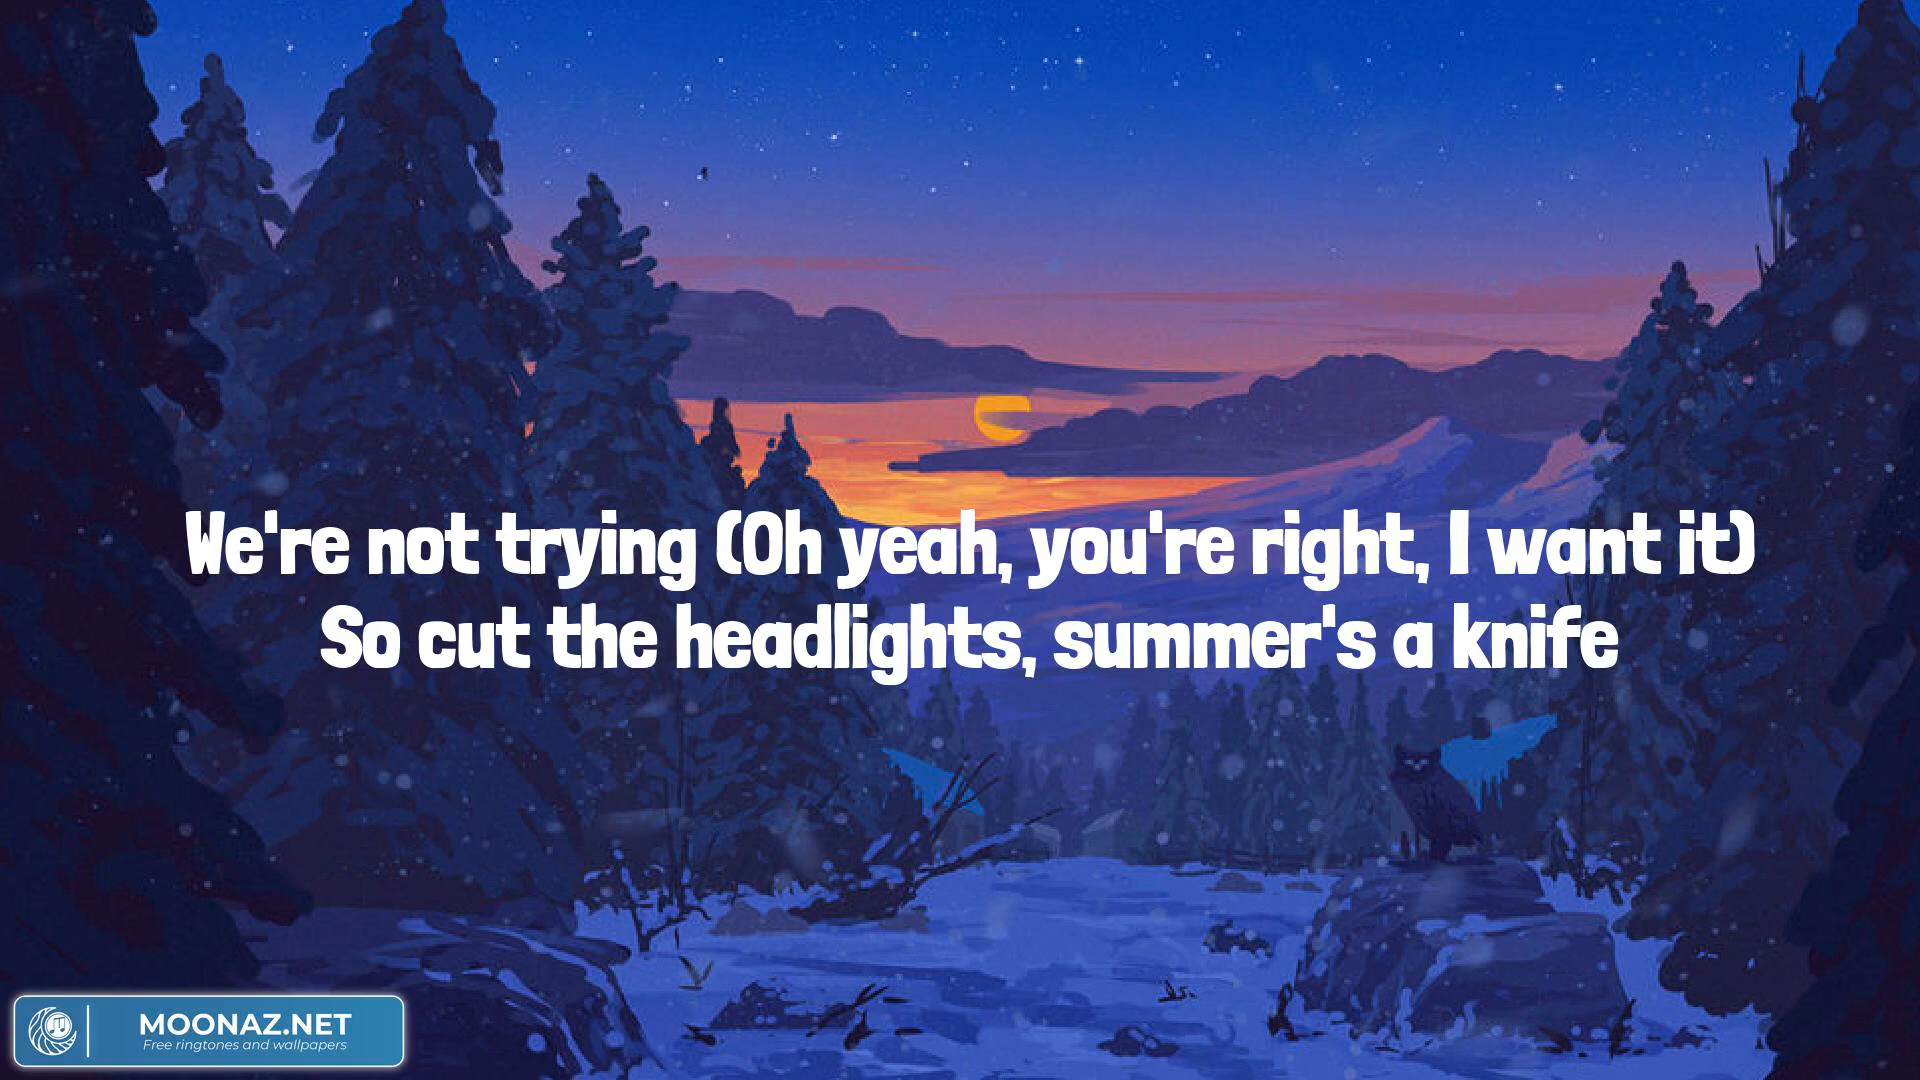 We're not trying (Oh yeah, you're right, I want it)
So cut the headlights, summer's a knife
MOONAZ.NET
Free ringtones and wallpapers